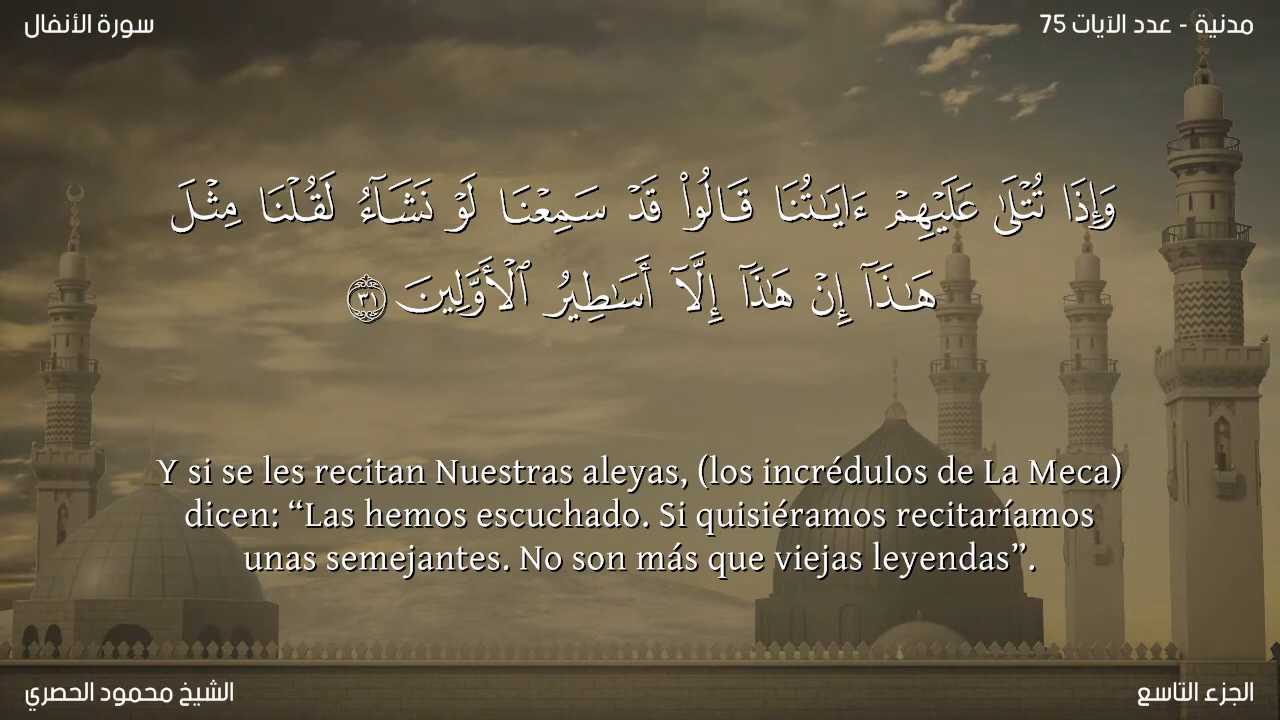 سورة الأنفال
مدنية - عدد الآيات 75
وَإِذَا تُتْلَىٰ عَلَيْهِمْ ءَايَـٰتُنَا قَالُوا۟ قَدْ سَمِعْنَا لَوْ نَشَآءُ لَقُلْنَا مِثْلَ
هَـٰذَآ إِنْ هَـٰذَآ إِلَّآ أَسَـٰطِيرُ ٱلْأَوَّلِينَ ٣١
Y si se les recitan Nuestras aleyas, (los incrédulos de La Meca)
dicen: “Las hemos escuchado. Si quisiéramos recitaríamos
unas semejantes. No son más que viejas leyendas”.
الشيخ محمود الحصري
الجزء التاسع